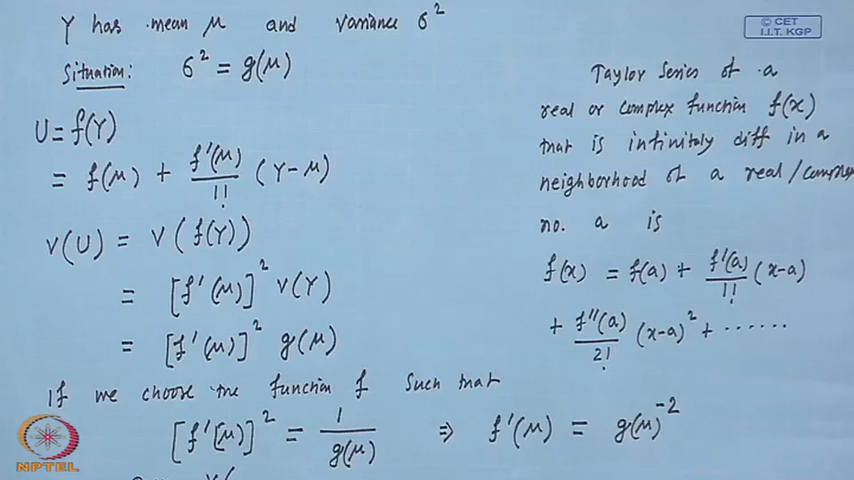 Y has mean μ and variance σ²
© CET
I.I.T. KGP
Situation: σ² = g(μ)
U = f(Y)
= f(μ) + f'(μ)/1! (Y-μ)
V(U) = V(f(Y))
= [f'(μ)]² V(Y)
= [f'(μ)]² g(μ)
If we choose the function f such that
[f'(μ)]² = 1/g(μ) ⇒ f'(μ) = g(μ)⁻²
Taylor Series of a
real or complex function f(x)
that is infinitely diff in a
neighborhood of a real/complex
no. a is
f(x) = f(a) + f'(a)/1! (x-a)
+ f''(a)/2! (x-a)² + ......
NPTEL